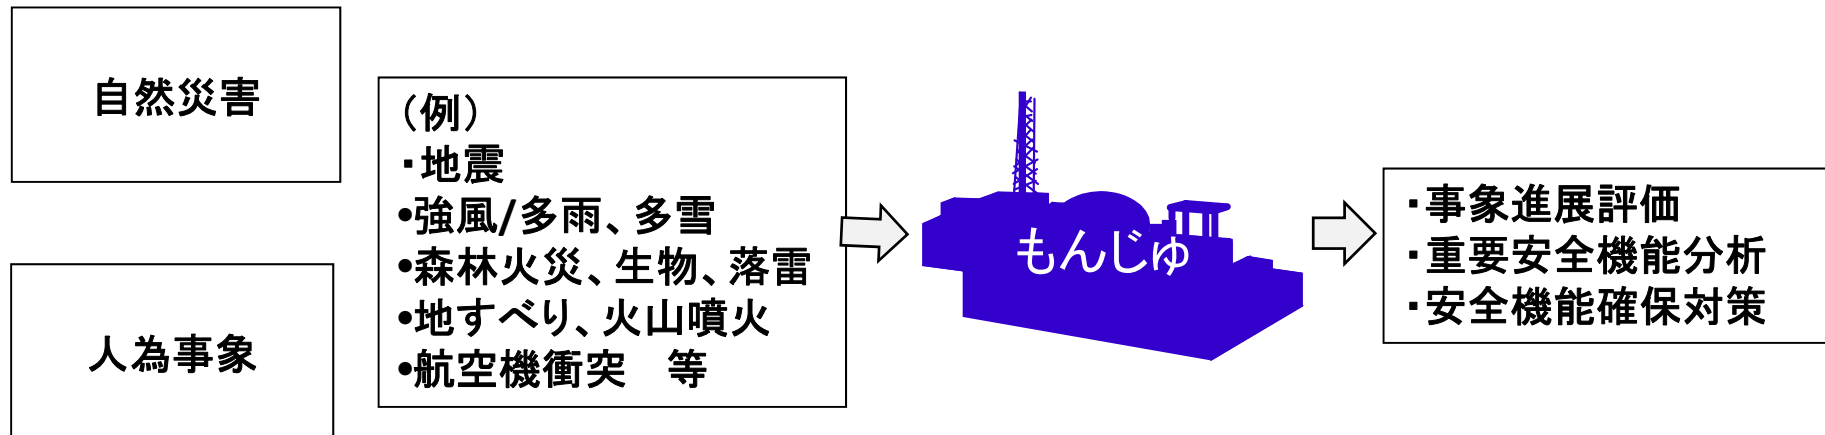 自然災害
人為事象
（例）
・地震
•強風/多雨、多雪
•森林火災、生物、落雷
•地すべり、火山噴火
•航空機衝突　等
もんじゅ
・事象進展評価
・重要安全機能分析
・安全機能確保対策